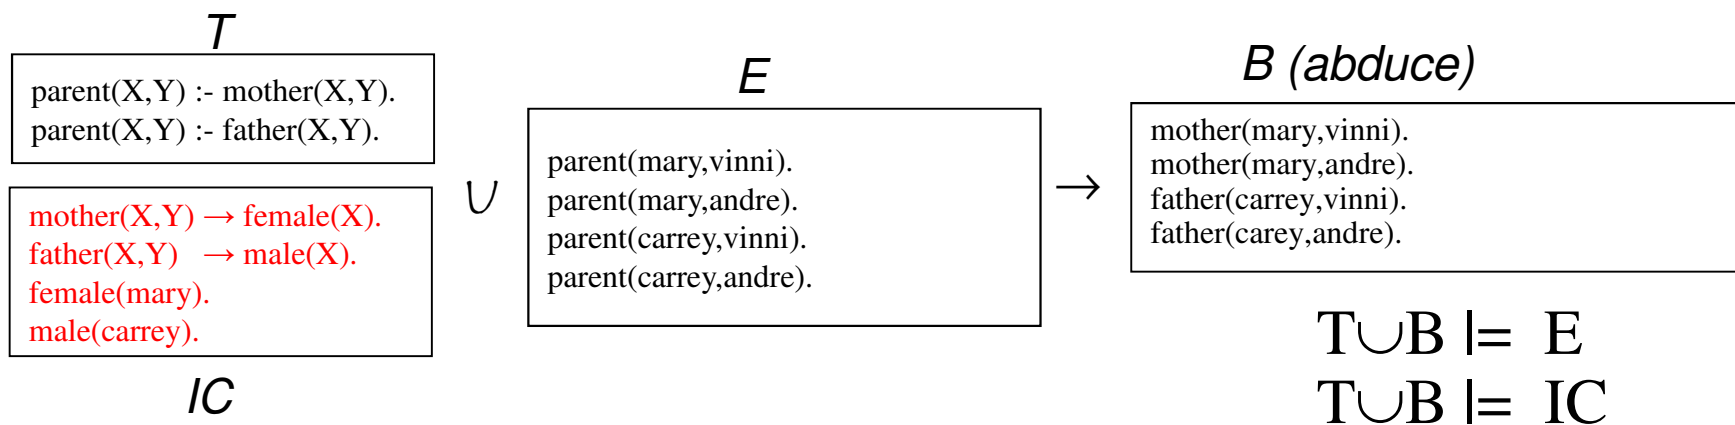 T
parent(X,Y) :- mother(X,Y).
parent(X,Y) :- father(X,Y).
mother(X,Y) → female(X).
father(X,Y) → male(X).
female(mary).
male(carrey).
IC
∪
E
parent(mary,vinni).
parent(mary,andre).
parent(carrey,vinni).
parent(carrey,andre).
→
B (abduce)
mother(mary,vinni).
mother(mary,andre).
father(carrey,vinni).
father(carey,andre).
T∪B |= E
T∪B |= IC